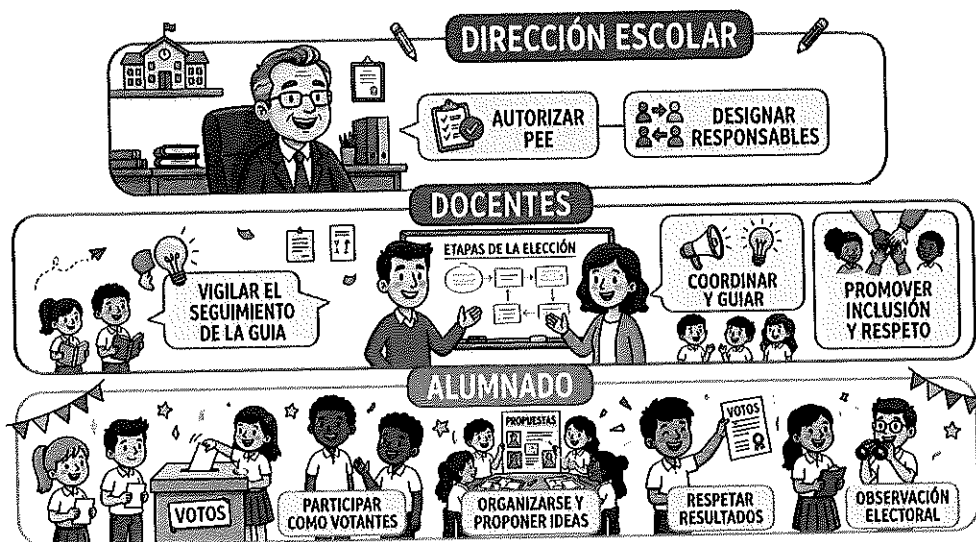 DIRECCIÓN ESCOLAR
AUTORIZAR
PEE
DESIGNAR
RESPONSABLES
DOCENTES
VIGILAR EL
SEGUIMIENTO
DE LA GUIA
ETAPAS DE LA ELECCIÓN
COORDINAR
Y GUIAR
PROMOVER
INCLUSIÓN
Y RESPETO
ALUMNADO
VOTOS
PARTICIPAR
COMO VOTANTES
PROPUESTAS
ORGANIZARSE Y
PROPONER IDEAS
VOTOS
RESPETAR
RESULTADOS
OBSERVACIÓN
ELECTORAL